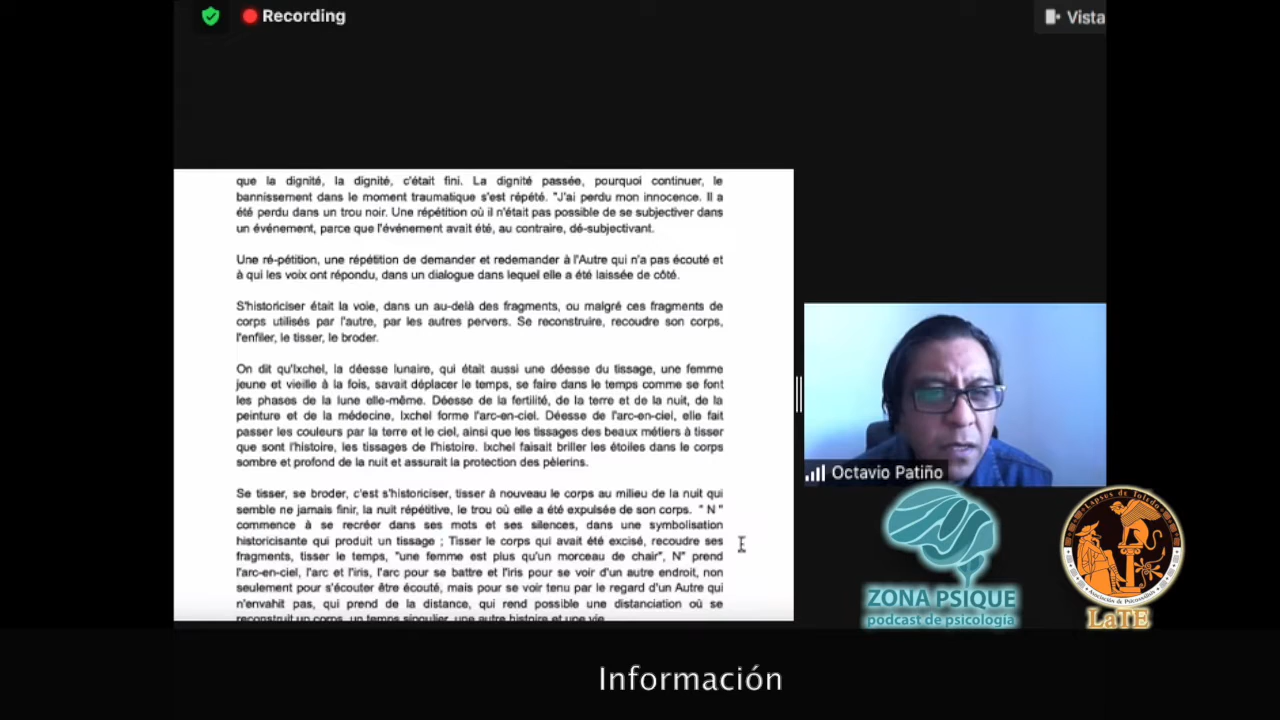 Recording
Vista
que la dignité, la dignité, c'était fini. La dignité passée, pourquoi continuer, le
bannissement dans le moment traumatique s'est répété. "J'ai perdu mon innocence. Il a
été perdu dans un trou noir. Une répétition où il n'était pas possible de se subjectiver dans
un événement, parce que l'événement avait été, au contraire, dé-subjectivant.
Une ré-pétition, une répétition de demander et redemander à l'Autre qui n'a pas écouté et
à qui les voix ont répondu, dans un dialogue dans lequel elle a été laissée de côté.
S'historiciser était la voie, dans un au-delà des fragments, ou malgré ces fragments de
corps utilisés par l'autre, par les autres pervers. Se reconstruire, recoudre son corps,
l'enfiler, le tisser, le broder.
On dit qu'Ixchel, la déesse lunaire, qui était aussi une déesse du tissage, une femme
jeune et vieille à la fois, savait déplacer le temps, se faire dans le temps comme se font
les phases de la lune elle-même. Déesse de la fertilité, de la terre et de la nuit, de la
peinture et de la médecine, Ixchel forme l'arc-en-ciel. Déesse de l'arc-en-ciel, elle fait
passer les couleurs par la terre et le ciel, ainsi que les tissages des beaux métiers à tisser
que sont l'histoire, les tissages de l'histoire. Ixchel faisait briller les étoiles dans le corps
sombre et profond de la nuit et assurait la protection des pèlerins.
Se tisser, se broder, c'est s'historiciser, tisser à nouveau le corps au milieu de la nuit qui
semble ne jamais finir, la nuit répétitive, le trou où elle a été expulsée de son corps. " N "
commence à se recréer dans ses mots et ses silences, dans une symbolisation
historicisante qui produit un tissage ; Tisser le corps qui avait été excisé, recoudre ses
fragments, tisser le temps, "une femme est plus qu'un morceau de chair", N" prend
l'arc-en-ciel, l'arc et l'iris, l'arc pour se battre et l'iris pour se voir d'un autre endroit, non
seulement pour s'écouter être écouté, mais pour se voir tenu par le regard d'un Autre qui
n'envahit pas, qui prend de la distance, qui rend possible une distanciation où se
reconstruit un corps, un temps singulier, une autre histoire et une vie
Octavio Patiño
ZONA PSIQUE
podcast de psicología
Lapsus de Toledo
Asociación de Psicoanálisis
LaTE
Información